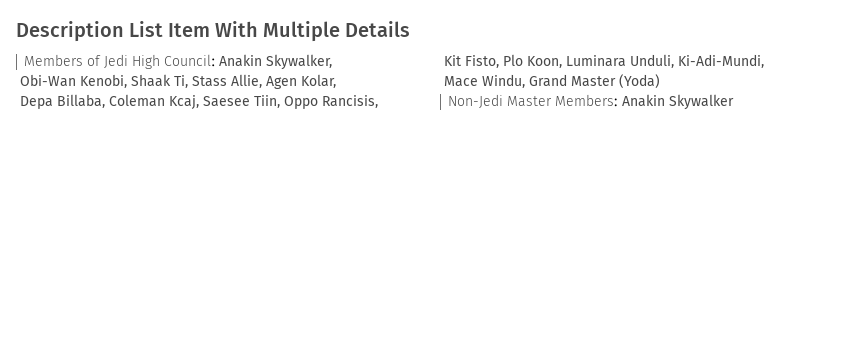 Description List Item With Multiple Details
Members of Jedi High Council: Anakin Skywalker,
Obi-Wan Kenobi, Shaak Ti, Stass Allie, Agen Kolar,
Depa Billaba, Coleman Kcaj, Saesee Tiin, Oppo Rancisis,
Kit Fisto, Plo Koon, Luminara Unduli, Ki-Adi-Mundi,
Mace Windu, Grand Master (Yoda)
Non-Jedi Master Members: Anakin Skywalker